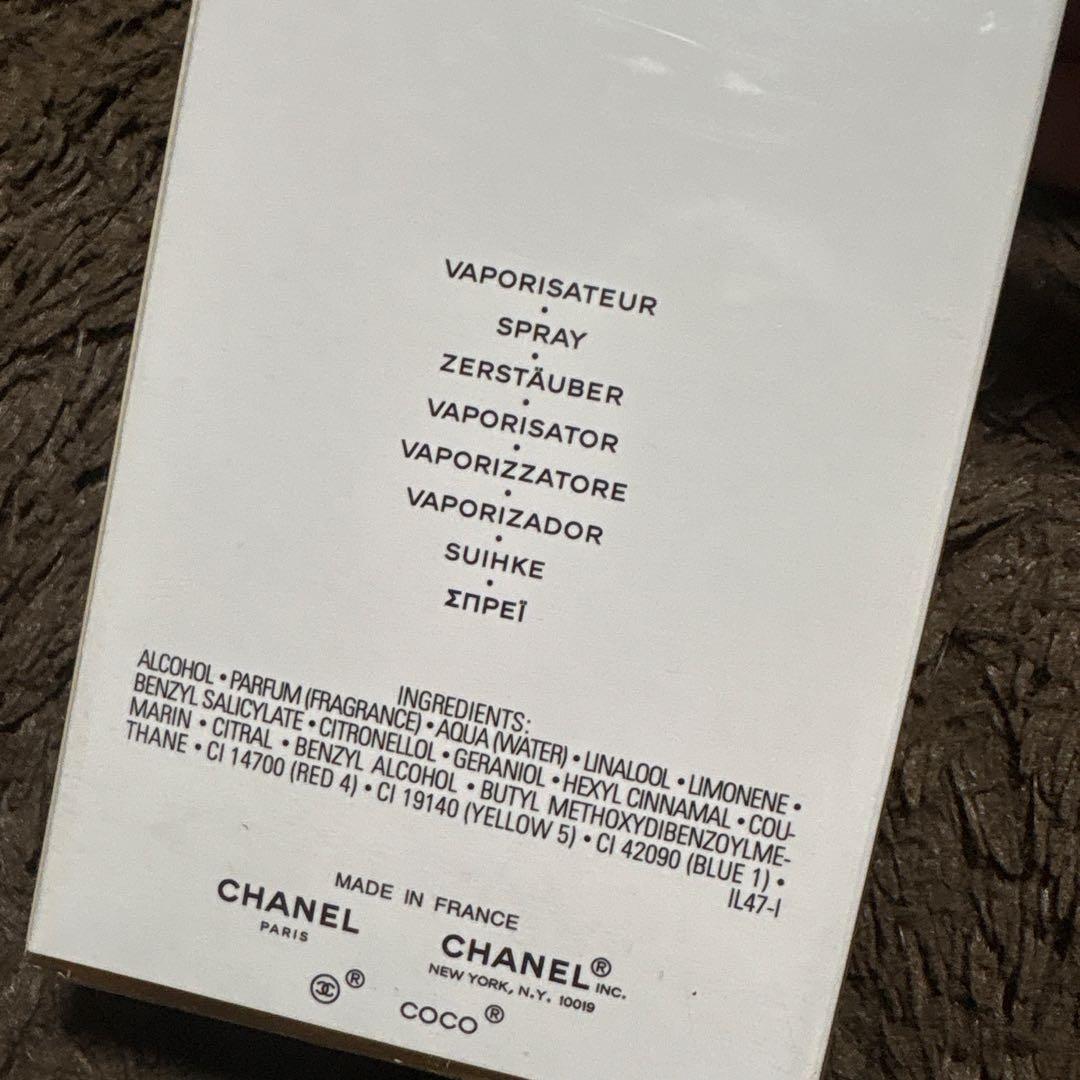 VAPORISATEUR
•
SPRAY
•
ZERSTÄUBER
•
VAPORISATOR
•
VAPORIZZATORE
•
VAPORIZADOR
•
SUIHKE
•
ΣΠΡΕΪ
INGREDIENTS:
ALCOHOL • PARFUM (FRAGRANCE) • AQUA (WATER) • LINALOOL • LIMONENE •
BENZYL SALICYLATE • CITRONELLOL • GERANIOL • HEXYL CINNAMAL • COU-
MARIN • CITRAL • BENZYL ALCOHOL • BUTYL METHOXYDIBENZOYLME-
THANE • CI 14700 (RED 4) • CI 19140 (YELLOW 5) • CI 42090 (BLUE 1) •
IL47-I
MADE IN FRANCE
CHANEL
PARIS
CHANEL® INC.
NEW YORK, N.Y. 10019
®
COCO®